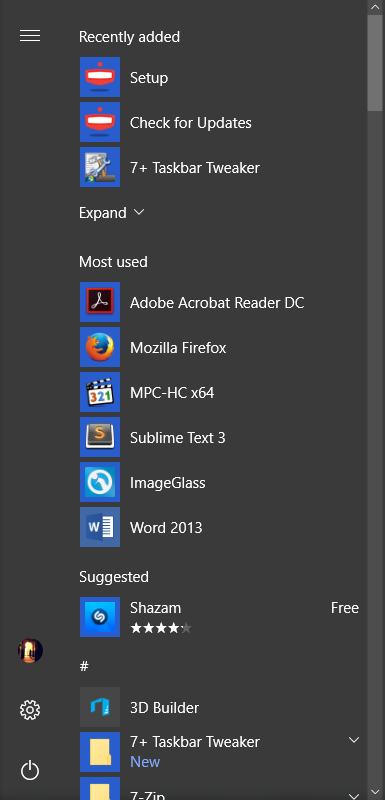 Recently added
Setup
Check for Updates
7+ Taskbar Tweaker
Expand
Most used
Adobe Acrobat Reader DC
Mozilla Firefox
321
MPC-HC x64
S
Sublime Text 3
ImageGlass
W
Word 2013
Suggested
Shazam Free
#
3D Builder
7+ Taskbar Tweaker
New
7-Zip